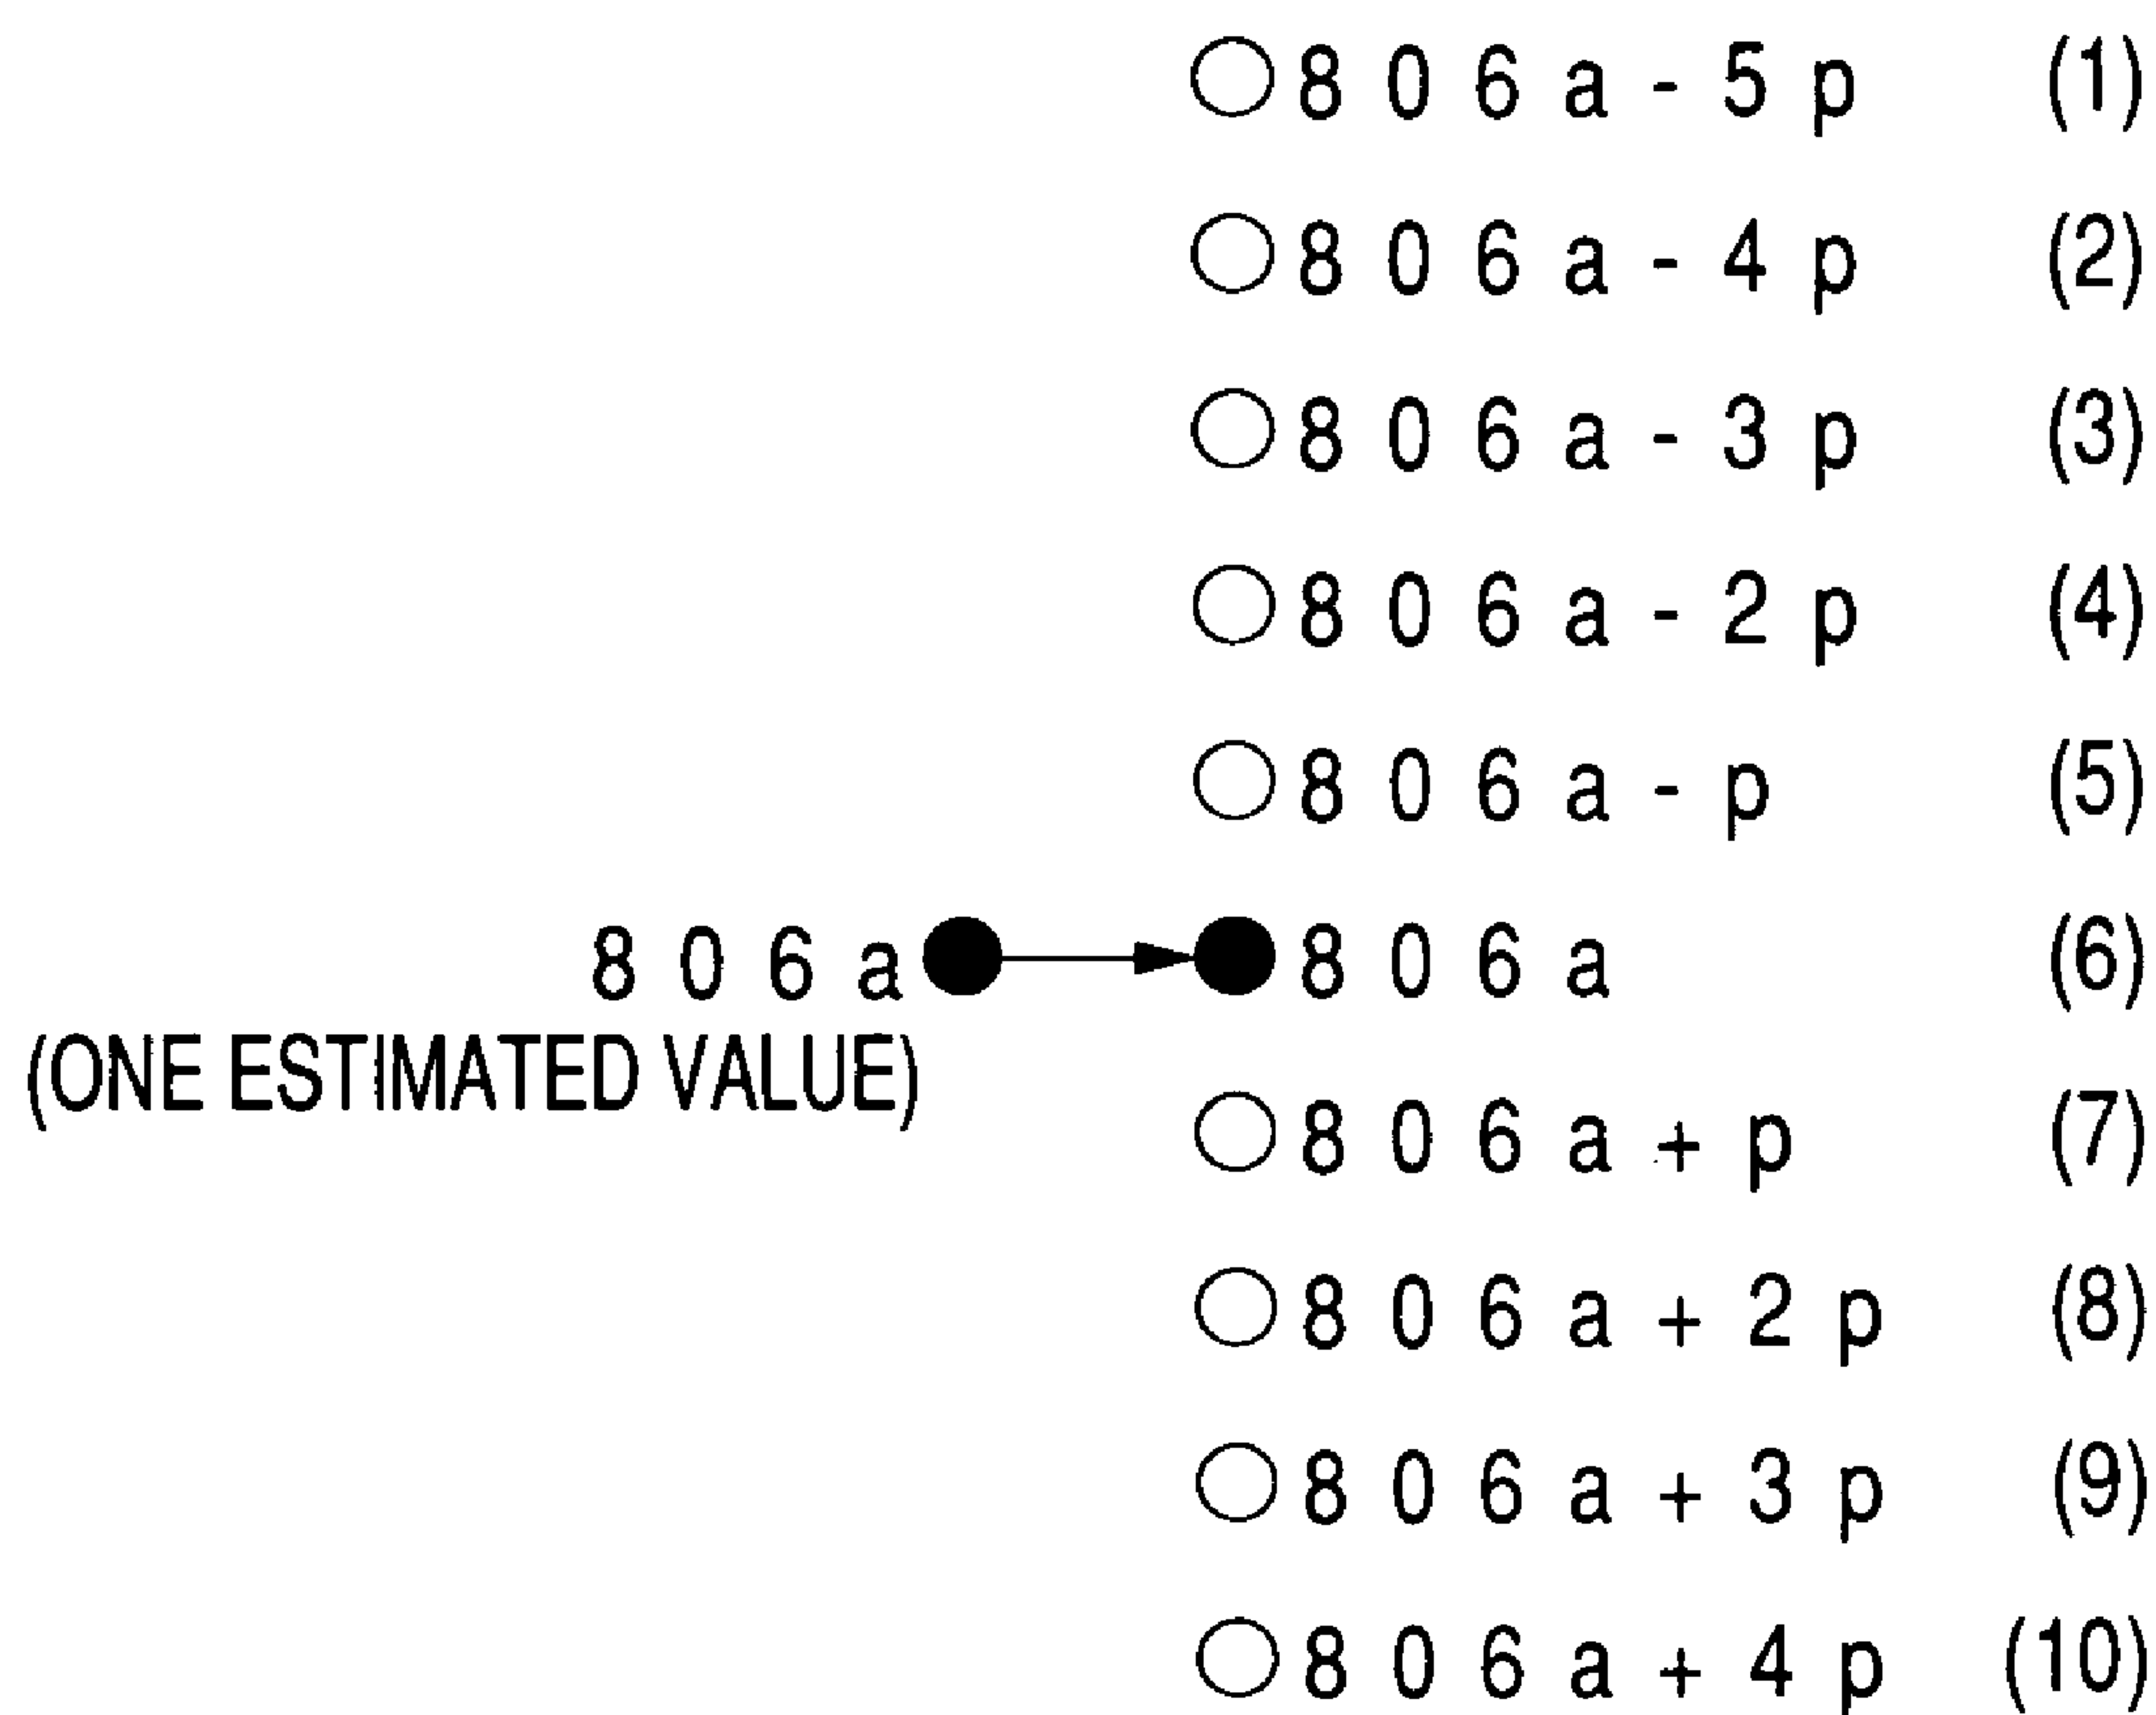 806a-5p (1)
806a-4p (2)
806a-3p (3)
806a-2p (4)
806a-p (5)
806a 806a (6)
(ONE ESTIMATED VALUE)
806a+p (7)
806a+2p (8)
806a+3p (9)
806a+4p (10)